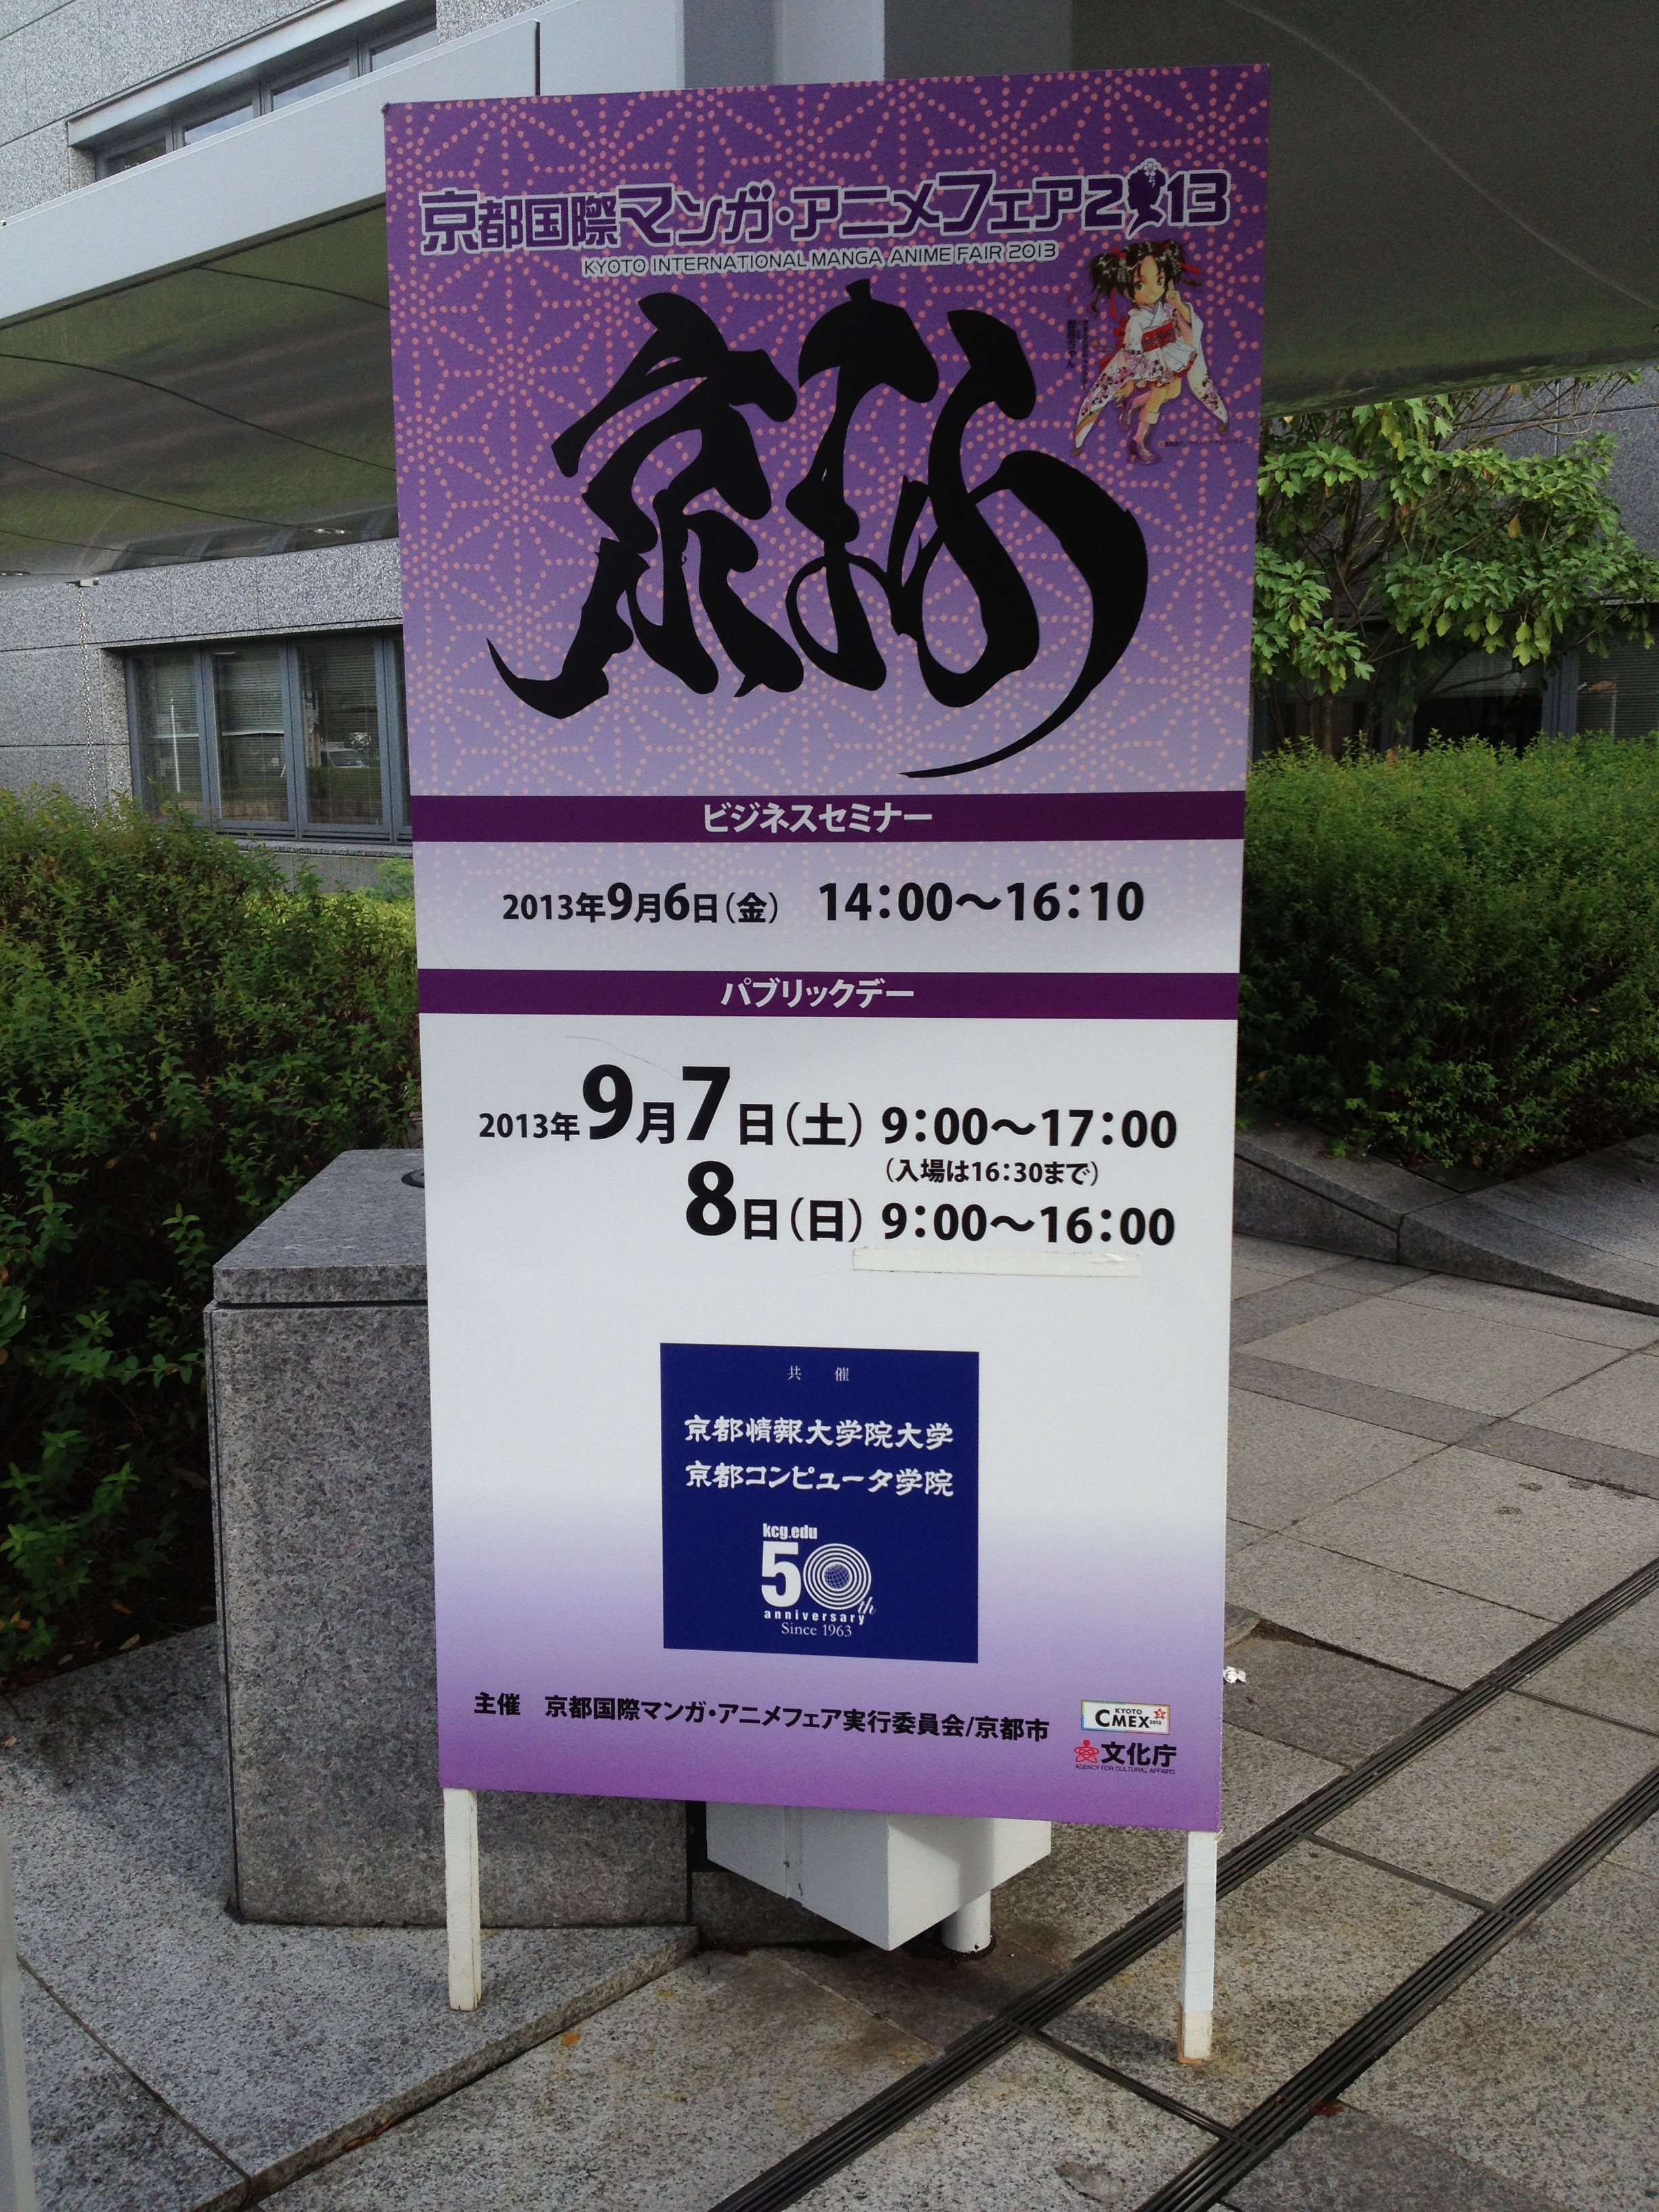 京都国際マンガ・アニメフェア2013
KYOTO INTERNATIONAL MANGA ANIME FAIR 2013
京まふ
ビジネスセミナー
2013年9月6日（金） 14：00～16：10
パブリックデー
2013年9月7日（土） 9：00～17：00
（入場は16：30まで）
8日（日） 9：00～16：00
共 催
京都情報大学院大学
京都コンピュータ学院
kcg.edu
50th
anniversary
Since 1963
主催 京都国際マンガ・アニメフェア実行委員会/京都市
KYOTO
CMEX 2013
文化庁
AGENCY FOR CULTURAL AFFAIRS